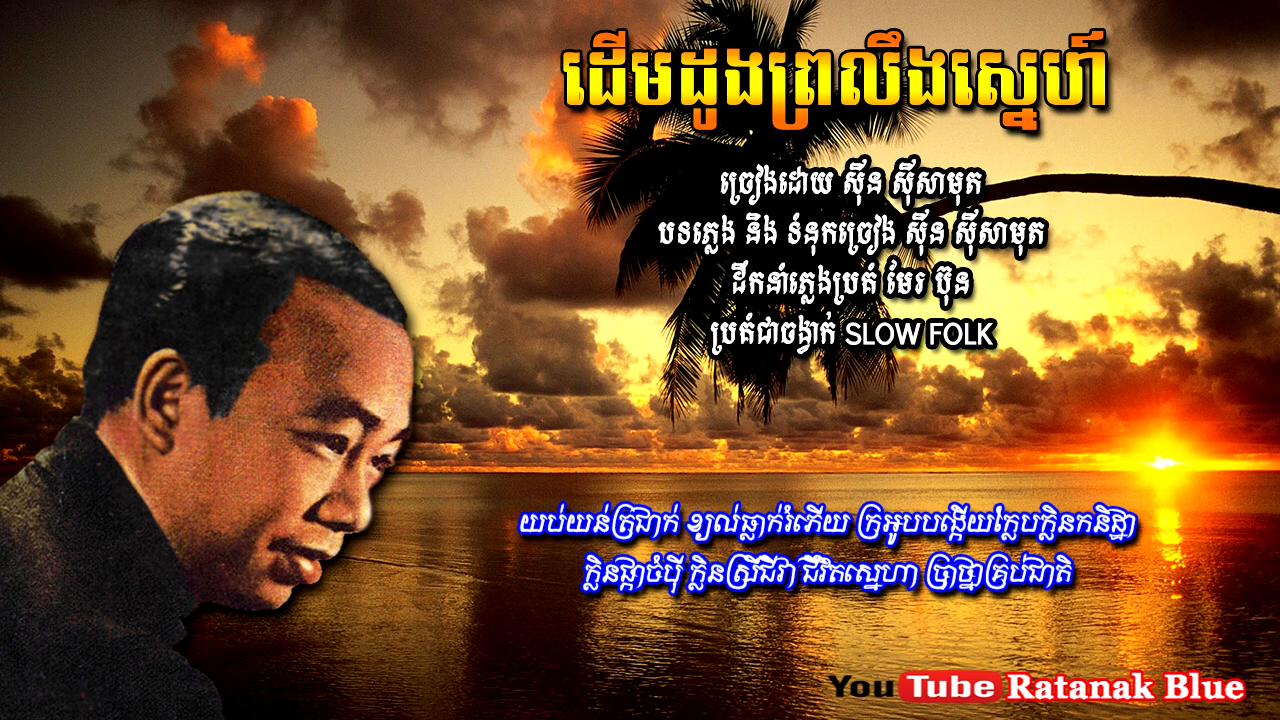 ដើមដូងព្រលឹងស្នេហ៍
ច្រៀងដោយ ស៊ីន ស៊ីសាមុត
បទភ្លេង និង ទំនុកច្រៀង ស៊ីន ស៊ីសាមុត
ដឹកនាំភ្លេងប្រគំ មែរ ប៊ុន
ប្រគំជាចង្វាក់ SLOW FOLK
យប់យន់ត្រជាក់ ខ្យល់ធ្លាក់រំភើយ ក្រអូបបង្កើយក្លែបក្លិនកនិដ្ឋា
ក្លិនផ្កាចំប៉ី ក្លិនស្រីជីវា ជីវិតស្នេហា ប្រាថ្នាគ្រប់ជាតិ
YouTube Ratanak Blue